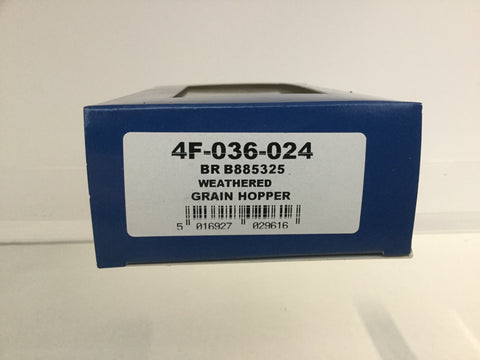 4F-036-024
BR B885325
WEATHERED
GRAIN HOPPER
5 016927 029616